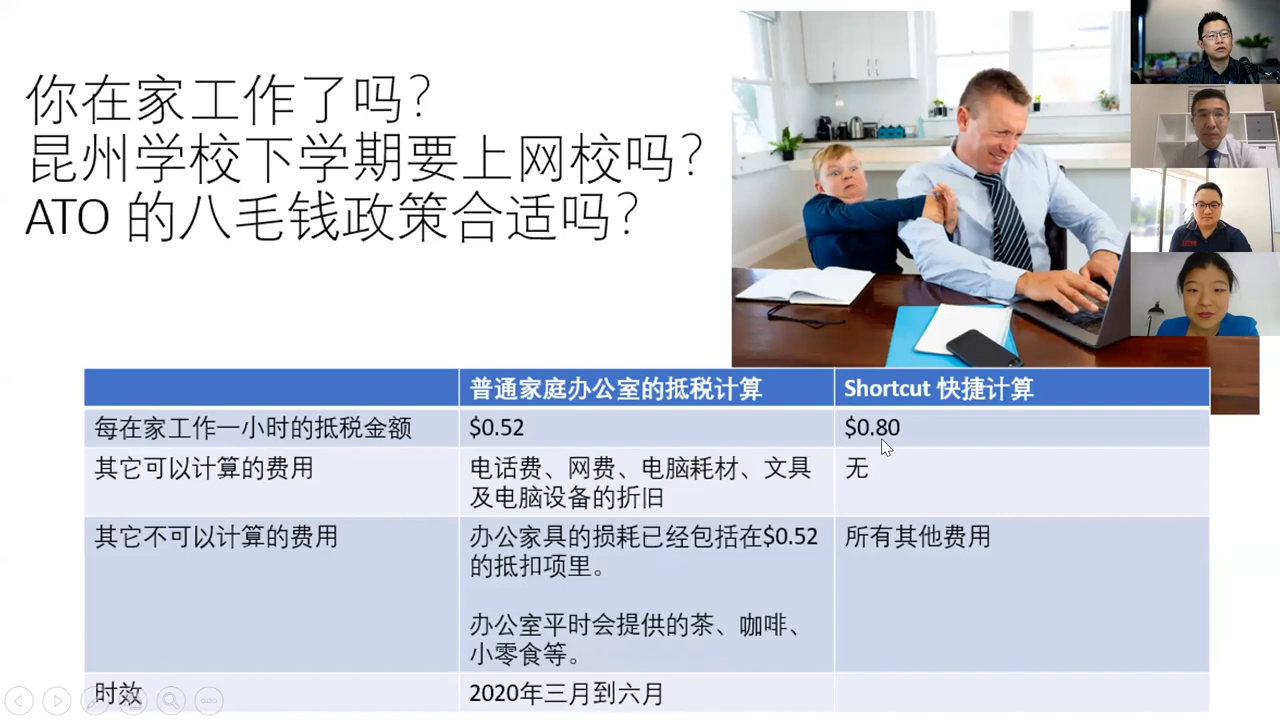 你在家工作了吗?
昆州学校下学期要上网校吗?
ATO 的八毛钱政策合适吗?
普通家庭办公室的抵税计算
Shortcut 快捷计算
每在家工作一小时的抵税金额
$0.52
$0.80
其它可以计算的费用
电话费、网费、电脑耗材、文具
及电脑设备的折旧
无
其它不可以计算的费用
办公家具的损耗已经包括在$0.52
的抵扣项里。
办公室平时会提供的茶、咖啡、
小零食等。
所有其他费用
时效
2020年三月到六月